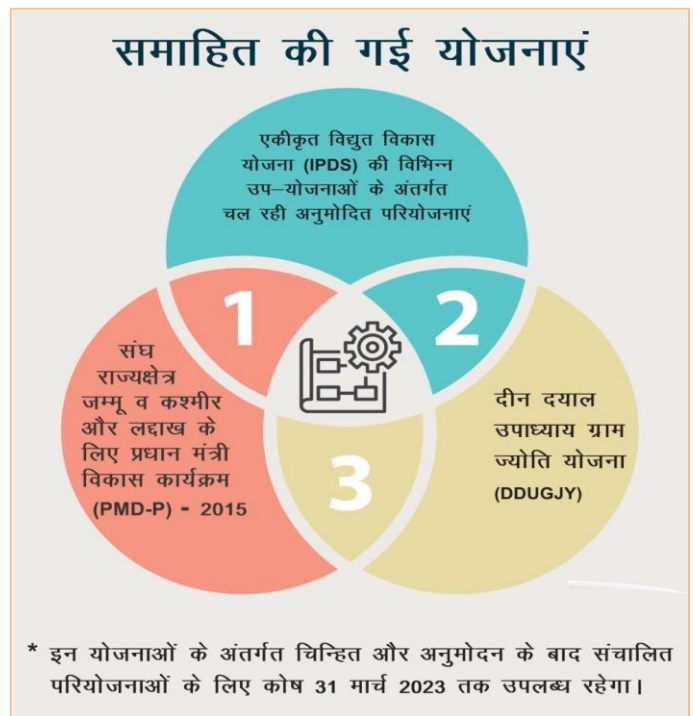 समाहित की गई योजनाएं
एकीकृत विद्युत विकास
योजना (IPDS) की विभिन्न
उप–योजनाओं के अंतर्गत
चल रही अनुमोदित परियोजनाएं
1
2
संघ
राज्यक्षेत्र
जम्मू व कश्मीर
और लद्दाख के
लिए प्रधान मंत्री
विकास कार्यक्रम
(PMD-P) - 2015
दीन दयाल
उपाध्याय ग्राम
ज्योति योजना
(DDUGJY)
3
* इन योजनाओं के अंतर्गत चिन्हित और अनुमोदन के बाद संचालित
परियोजनाओं के लिए कोष 31 मार्च 2023 तक उपलब्ध रहेगा।